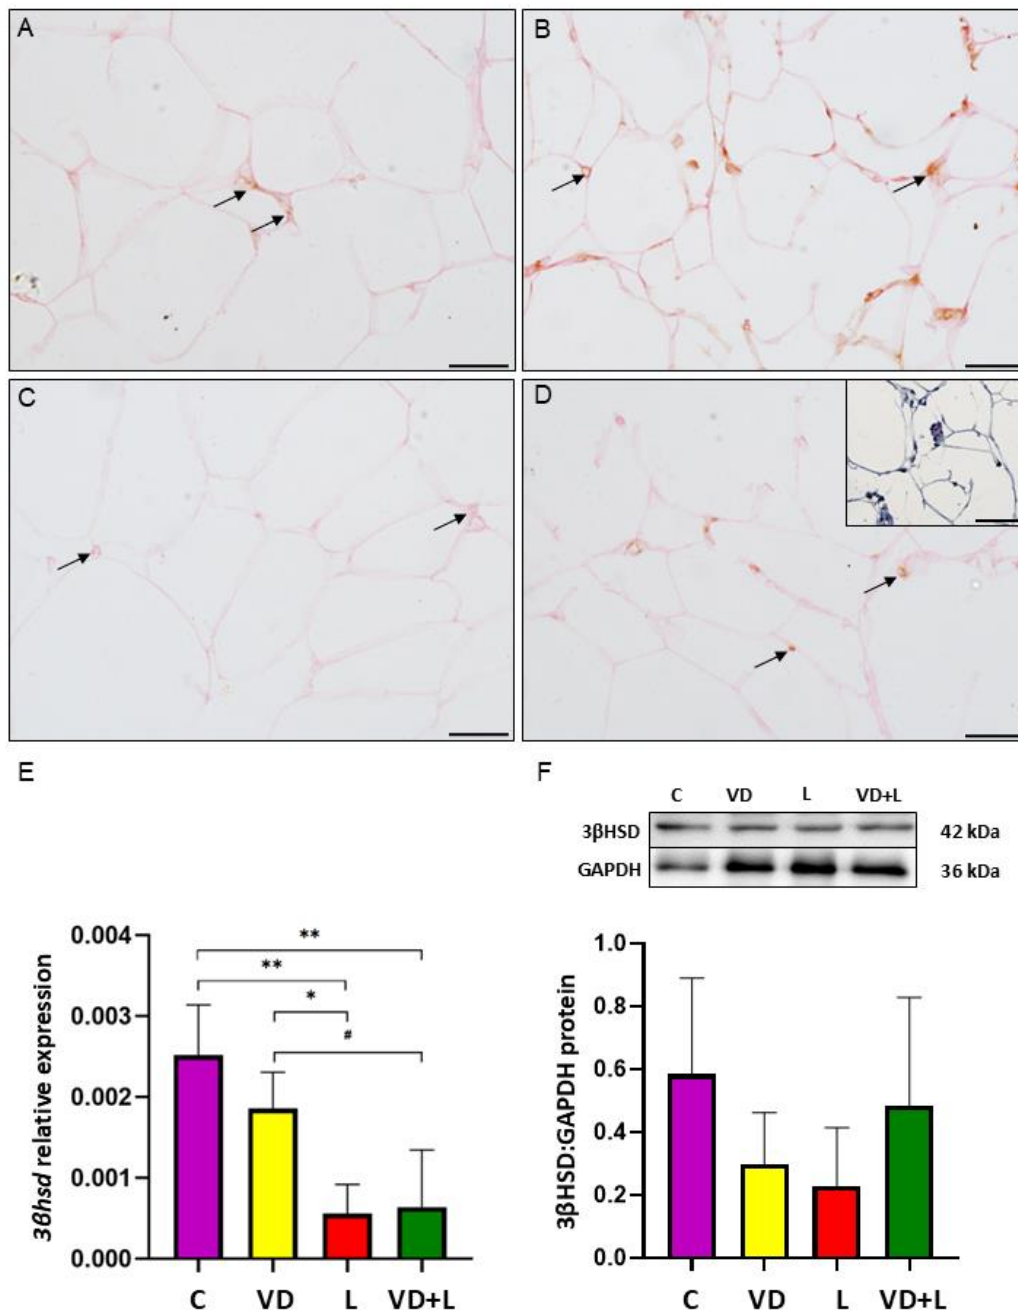 A
B
C
D
E
F
C VD L VD+L
3βHSD 42 kDa
GAPDH 36 kDa
3βhsd relative expression
0.004
0.003
0.002
0.001
0.000
**
**
*
#
C VD L VD+L
3βHSD:GAPDH protein
1.0
0.8
0.6
0.4
0.2
0.0
C VD L VD+L